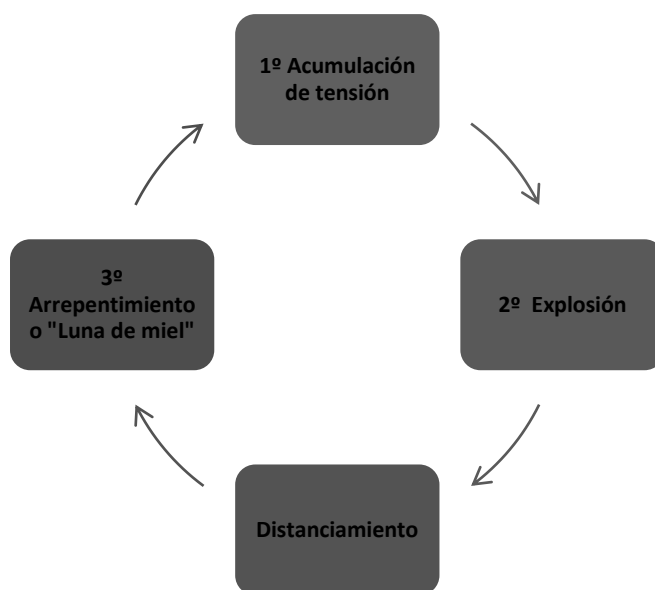 1º Acumulación
de tensión
2º Explosión
Distanciamiento
3º
Arrepentimiento
o "Luna de miel"